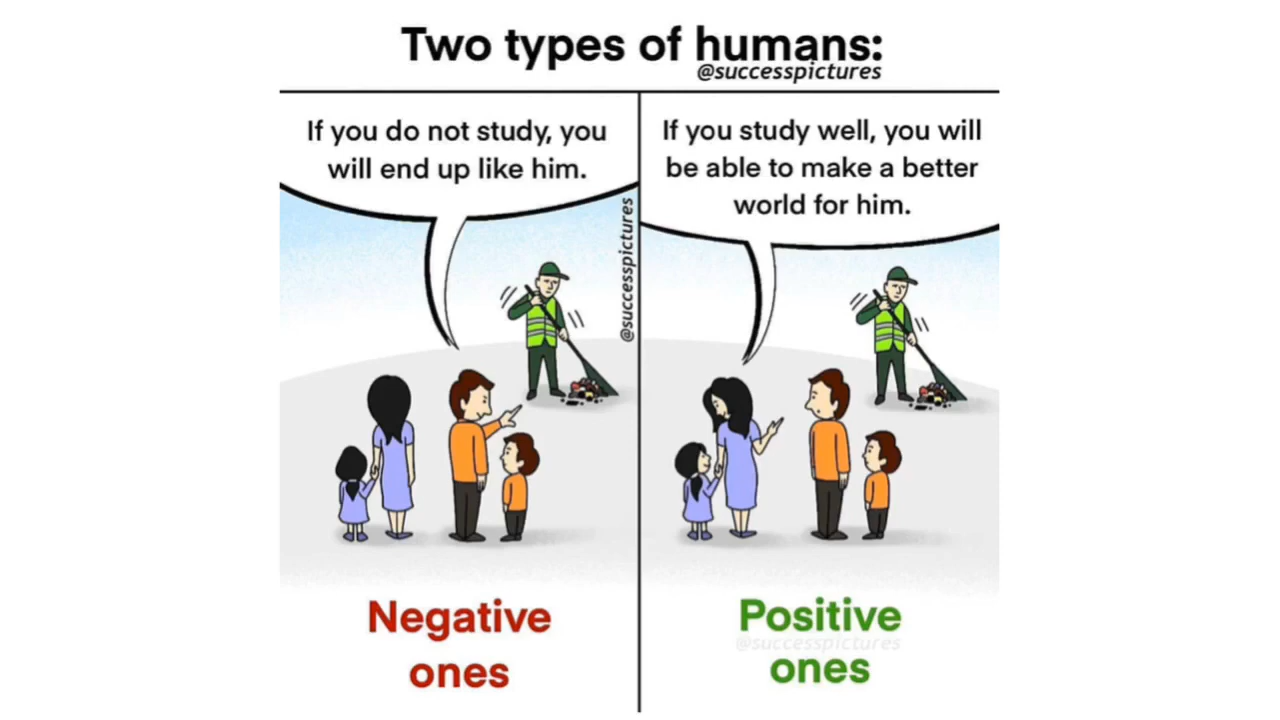 Two types of humans:
@successpictures
If you do not study, you
will end up like him.
@successpictures
If you study well, you will
be able to make a better
world for him.
Negative
ones
Positive
@successpictures
ones